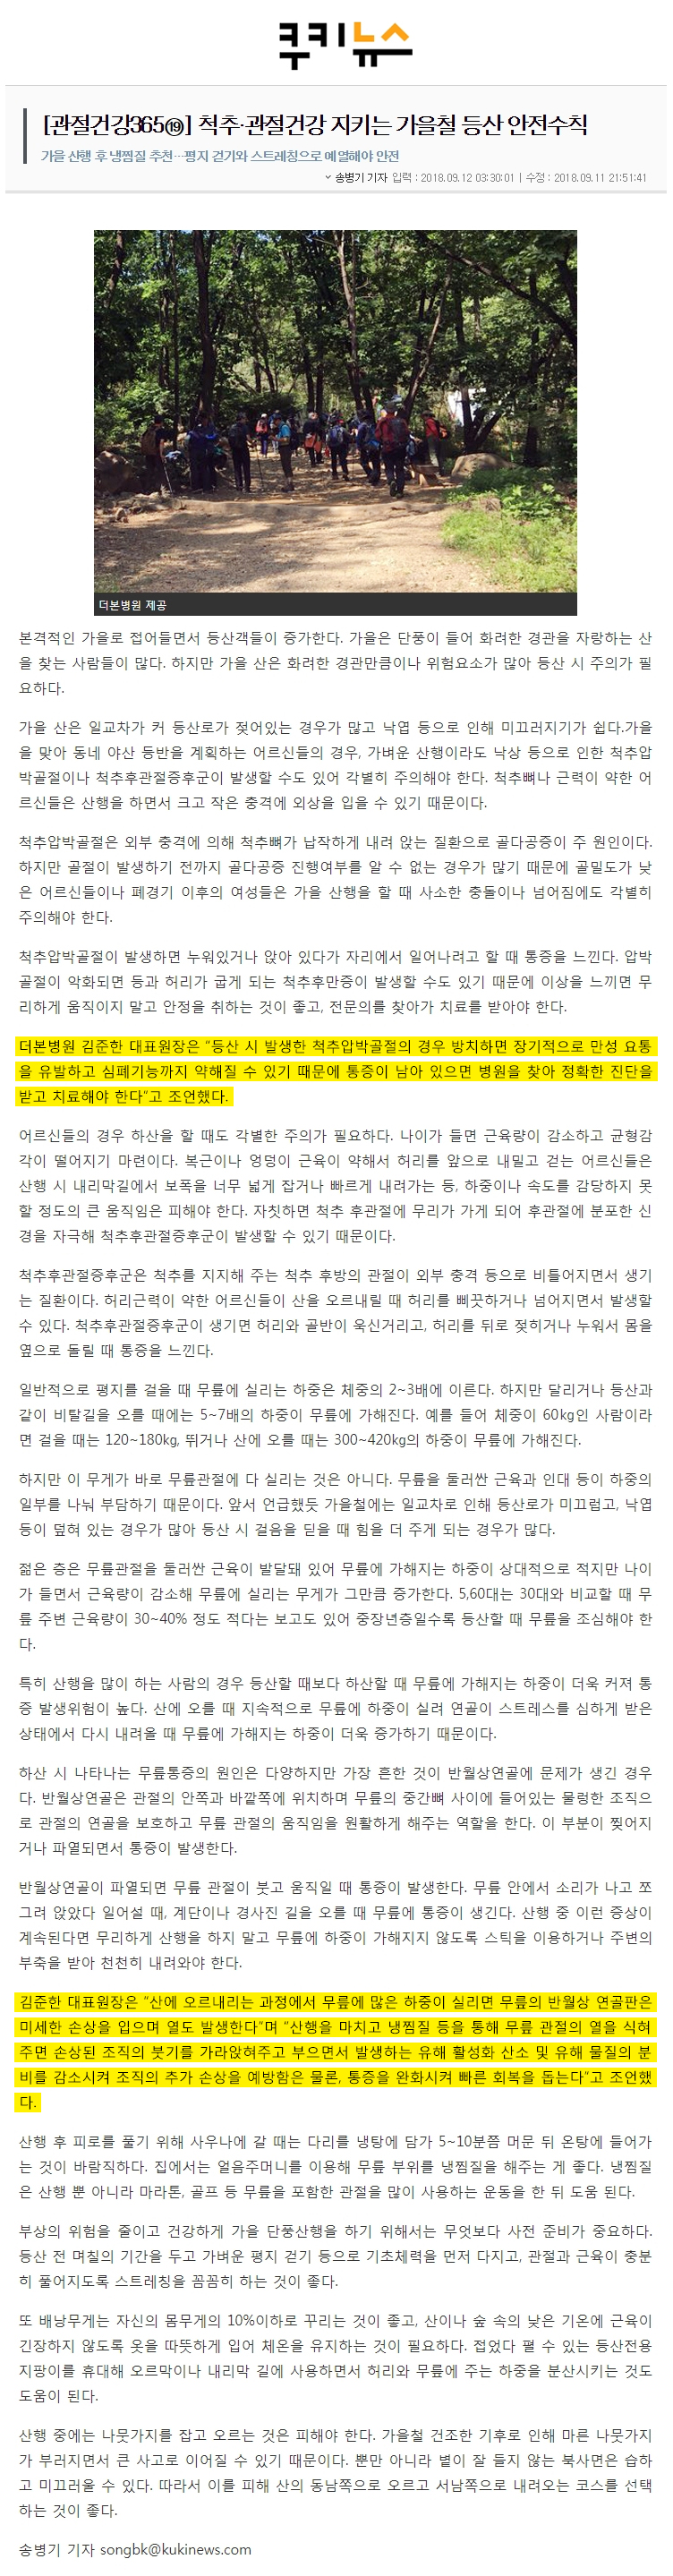 쿠키뉴스
[관절건강365⑲] 척추·관절건강 지키는 가을철 등산 안전수칙
가을 산행 후 냉찜질 추천…평지 걷기와 스트레칭으로 예열해야 안전
송병기 기자 입력 : 2018.09.12 03:30:01 | 수정 : 2018.09.11 21:51:41
더본병원 제공
본격적인 가을로 접어들면서 등산객들이 증가한다. 가을은 단풍이 들어 화려한 경관을 자랑하는 산
을 찾는 사람들이 많다. 하지만 가을 산은 화려한 경관만큼이나 위험요소가 많아 등산 시 주의가 필
요하다.
가을 산은 일교차가 커 등산로가 젖어있는 경우가 많고 낙엽 등으로 인해 미끄러지기가 쉽다.가을
을 맞아 동네 야산 등반을 계획하는 어르신들의 경우, 가벼운 산행이라도 낙상 등으로 인한 척추압
박골절이나 척추후관절증후군이 발생할 수도 있어 각별히 주의해야 한다. 척추뼈나 근력이 약한 어
르신들은 산행을 하면서 크고 작은 충격에 외상을 입을 수 있기 때문이다.
척추압박골절은 외부 충격에 의해 척추뼈가 납작하게 내려 앉는 질환으로 골다공증이 주 원인이다.
하지만 골절이 발생하기 전까지 골다공증 진행여부를 알 수 없는 경우가 많기 때문에 골밀도가 낮
은 어르신들이나 폐경기 이후의 여성들은 가을 산행을 할 때 사소한 충돌이나 넘어짐에도 각별히
주의해야 한다.
척추압박골절이 발생하면 누워있거나 앉아 있다가 자리에서 일어나려고 할 때 통증을 느낀다. 압박
골절이 악화되면 등과 허리가 굽게 되는 척추후만증이 발생할 수도 있기 때문에 이상을 느끼면 무
리하게 움직이지 말고 안정을 취하는 것이 좋고, 전문의를 찾아가 치료를 받아야 한다.
더본병원 김준한 대표원장은 “등산 시 발생한 척추압박골절의 경우 방치하면 장기적으로 만성 요통
을 유발하고 심폐기능까지 약해질 수 있기 때문에 통증이 남아 있으면 병원을 찾아 정확한 진단을
받고 치료해야 한다”고 조언했다.
어르신들의 경우 하산을 할 때도 각별한 주의가 필요하다. 나이가 들면 근육량이 감소하고 균형감
각이 떨어지기 마련이다. 복근이나 엉덩이 근육이 약해서 허리를 앞으로 내밀고 걷는 어르신들은
산행 시 내리막길에서 보폭을 너무 넓게 잡거나 빠르게 내려가는 등, 하중이나 속도를 감당하지 못
할 정도의 큰 움직임은 피해야 한다. 자칫하면 척추 후관절에 무리가 가게 되어 후관절에 분포한 신
경을 자극해 척추후관절증후군이 발생할 수 있기 때문이다.
척추후관절증후군은 척추를 지지해 주는 척추 후방의 관절이 외부 충격 등으로 비틀어지면서 생기
는 질환이다. 허리근력이 약한 어르신들이 산을 오르내릴 때 허리를 삐끗하거나 넘어지면서 발생할
수 있다. 척추후관절증후군이 생기면 허리와 골반이 욱신거리고, 허리를 뒤로 젖히거나 누워서 몸을
옆으로 돌릴 때 통증을 느낀다.
일반적으로 평지를 걸을 때 무릎에 실리는 하중은 체중의 2~3배에 이른다. 하지만 달리거나 등산과
같이 비탈길을 오를 때에는 5~7배의 하중이 무릎에 가해진다. 예를 들어 체중이 60kg인 사람이라
면 걸을 때는 120~180kg, 뛰거나 산에 오를 때는 300~420kg의 하중이 무릎에 가해진다.
하지만 이 무게가 바로 무릎관절에 다 실리는 것은 아니다. 무릎을 둘러싼 근육과 인대 등이 하중의
일부를 나눠 부담하기 때문이다. 앞서 언급했듯 가을철에는 일교차로 인해 등산로가 미끄럽고, 낙엽
등이 덮혀 있는 경우가 많아 등산 시 걸음을 딛을 때 힘을 더 주게 되는 경우가 많다.
젊은 층은 무릎관절을 둘러싼 근육이 발달돼 있어 무릎에 가해지는 하중이 상대적으로 적지만 나이
가 들면서 근육량이 감소해 무릎에 실리는 무게가 그만큼 증가한다. 5,60대는 30대와 비교할 때 무
릎 주변 근육량이 30~40% 정도 적다는 보고도 있어 중장년층일수록 등산할 때 무릎을 조심해야 한
다.
특히 산행을 많이 하는 사람의 경우 등산할 때보다 하산할 때 무릎에 가해지는 하중이 더욱 커져 통
증 발생위험이 높다. 산에 오를 때 지속적으로 무릎에 하중이 실려 연골이 스트레스를 심하게 받은
상태에서 다시 내려올 때 무릎에 가해지는 하중이 더욱 증가하기 때문이다.
하산 시 나타나는 무릎통증의 원인은 다양하지만 가장 흔한 것이 반월상연골에 문제가 생긴 경우
다. 반월상연골은 관절의 안쪽과 바깥쪽에 위치하며 무릎의 중간뼈 사이에 들어있는 물렁한 조직으
로 관절의 연골을 보호하고 무릎 관절의 움직임을 원활하게 해주는 역할을 한다. 이 부분이 찢어지
거나 파열되면서 통증이 발생한다.
반월상연골이 파열되면 무릎 관절이 붓고 움직일 때 통증이 발생한다. 무릎 안에서 소리가 나고 쪼
그려 앉았다 일어설 때, 계단이나 경사진 길을 오를 때 무릎에 통증이 생긴다. 산행 중 이런 증상이
계속된다면 무리하게 산행을 하지 말고 무릎에 하중이 가해지지 않도록 스틱을 이용하거나 주변의
부축을 받아 천천히 내려와야 한다.
김준한 대표원장은 “산에 오르내리는 과정에서 무릎에 많은 하중이 실리면 무릎의 반월상 연골판은
미세한 손상을 입으며 열도 발생한다”며 “산행을 마치고 냉찜질 등을 통해 무릎 관절의 열을 식혀
주면 손상된 조직의 붓기를 가라앉혀주고 부으면서 발생하는 유해 활성화 산소 및 유해 물질의 분
비를 감소시켜 조직의 추가 손상을 예방함은 물론, 통증을 완화시켜 빠른 회복을 돕는다”고 조언했
다.
산행 후 피로를 풀기 위해 사우나에 갈 때는 다리를 냉탕에 담가 5~10분쯤 머문 뒤 온탕에 들어가
는 것이 바람직하다. 집에서는 얼음주머니를 이용해 무릎 부위를 냉찜질을 해주는 게 좋다. 냉찜질
은 산행 뿐 아니라 마라톤, 골프 등 무릎을 포함한 관절을 많이 사용하는 운동을 한 뒤 도움 된다.
부상의 위험을 줄이고 건강하게 가을 단풍산행을 하기 위해서는 무엇보다 사전 준비가 중요하다.
등산 전 며칠의 기간을 두고 가벼운 평지 걷기 등으로 기초체력을 먼저 다지고, 관절과 근육이 충분
히 풀어지도록 스트레칭을 꼼꼼히 하는 것이 좋다.
또 배낭무게는 자신의 몸무게의 10%이하로 꾸리는 것이 좋고, 산이나 숲 속의 낮은 기온에 근육이
긴장하지 않도록 옷을 따뜻하게 입어 체온을 유지하는 것이 필요하다. 접었다 펼 수 있는 등산전용
지팡이를 휴대해 오르막이나 내리막 길에 사용하면서 허리와 무릎에 주는 하중을 분산시키는 것도
도움이 된다.
산행 중에는 나뭇가지를 잡고 오르는 것은 피해야 한다. 가을철 건조한 기후로 인해 마른 나뭇가지
가 부러지면서 큰 사고로 이어질 수 있기 때문이다. 뿐만 아니라 볕이 잘 들지 않는 북사면은 습하
고 미끄러울 수 있다. 따라서 이를 피해 산의 동남쪽으로 오르고 서남쪽으로 내려오는 코스를 선택
하는 것이 좋다.
송병기 기자 songbk@kukinews.com